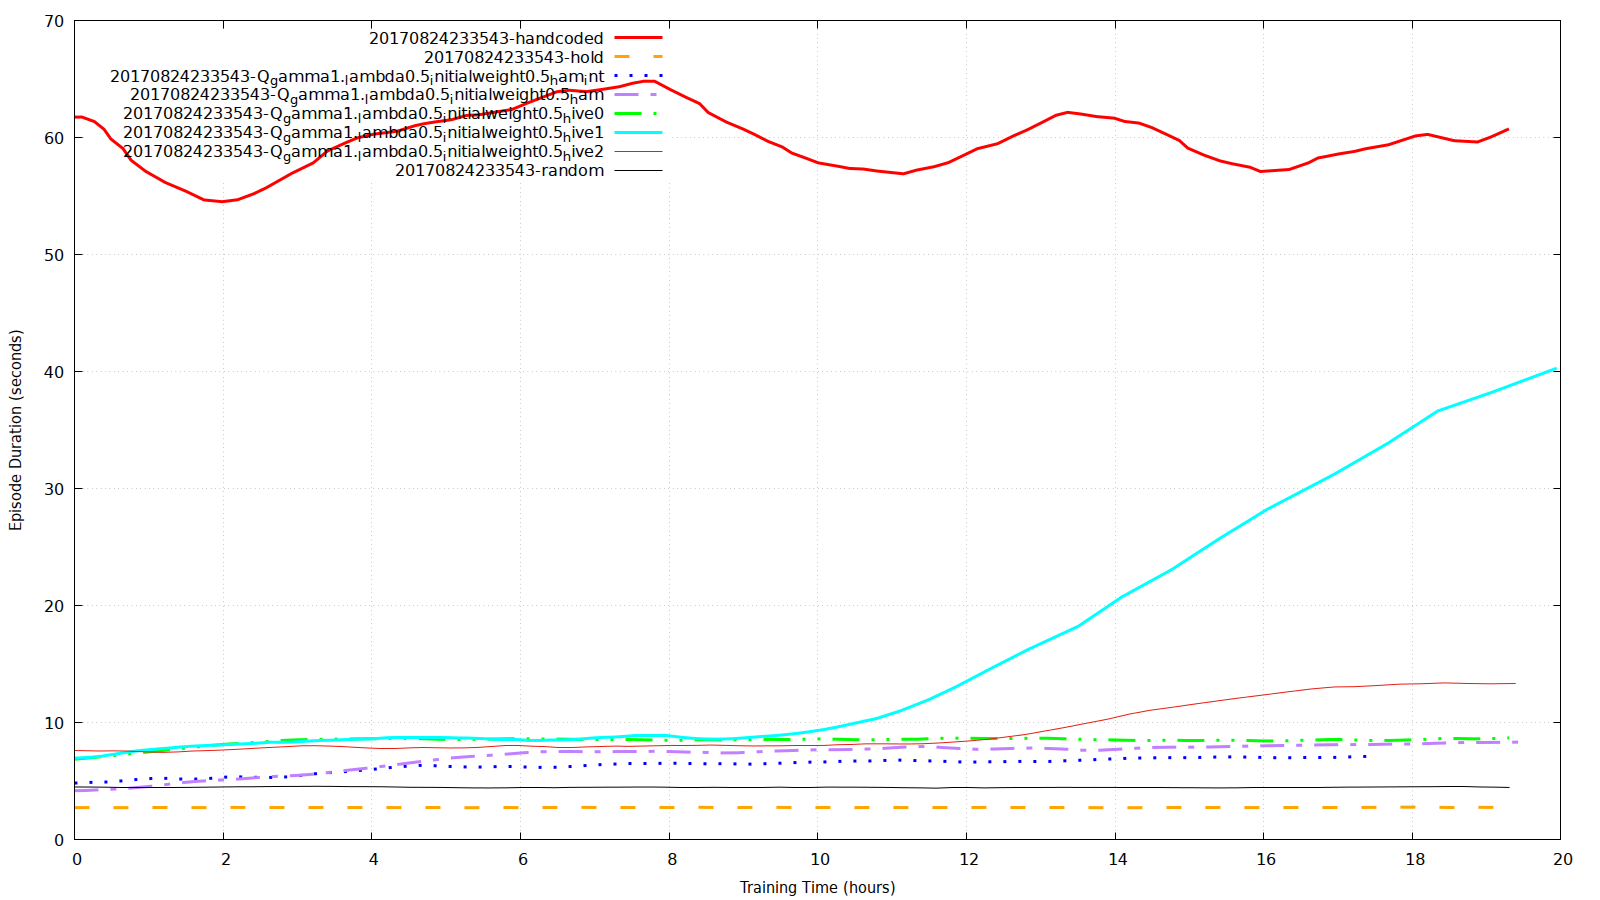 70
60
50
40
30
20
10
0
Episode Duration (seconds)
20170824233543-handcoded
20170824233543-hold
20170824233543-Qgamma1.lambda0.5initialweight0.5hamint
20170824233543-Qgamma1.lambda0.5initialweight0.5ham
20170824233543-Qgamma1.lambda0.5initialweight0.5hive0
20170824233543-Qgamma1.lambda0.5initialweight0.5hive1
20170824233543-Qgamma1.lambda0.5initialweight0.5hive2
20170824233543-random
0 2 4 6 8 10 12 14 16 18 20
Training Time (hours)